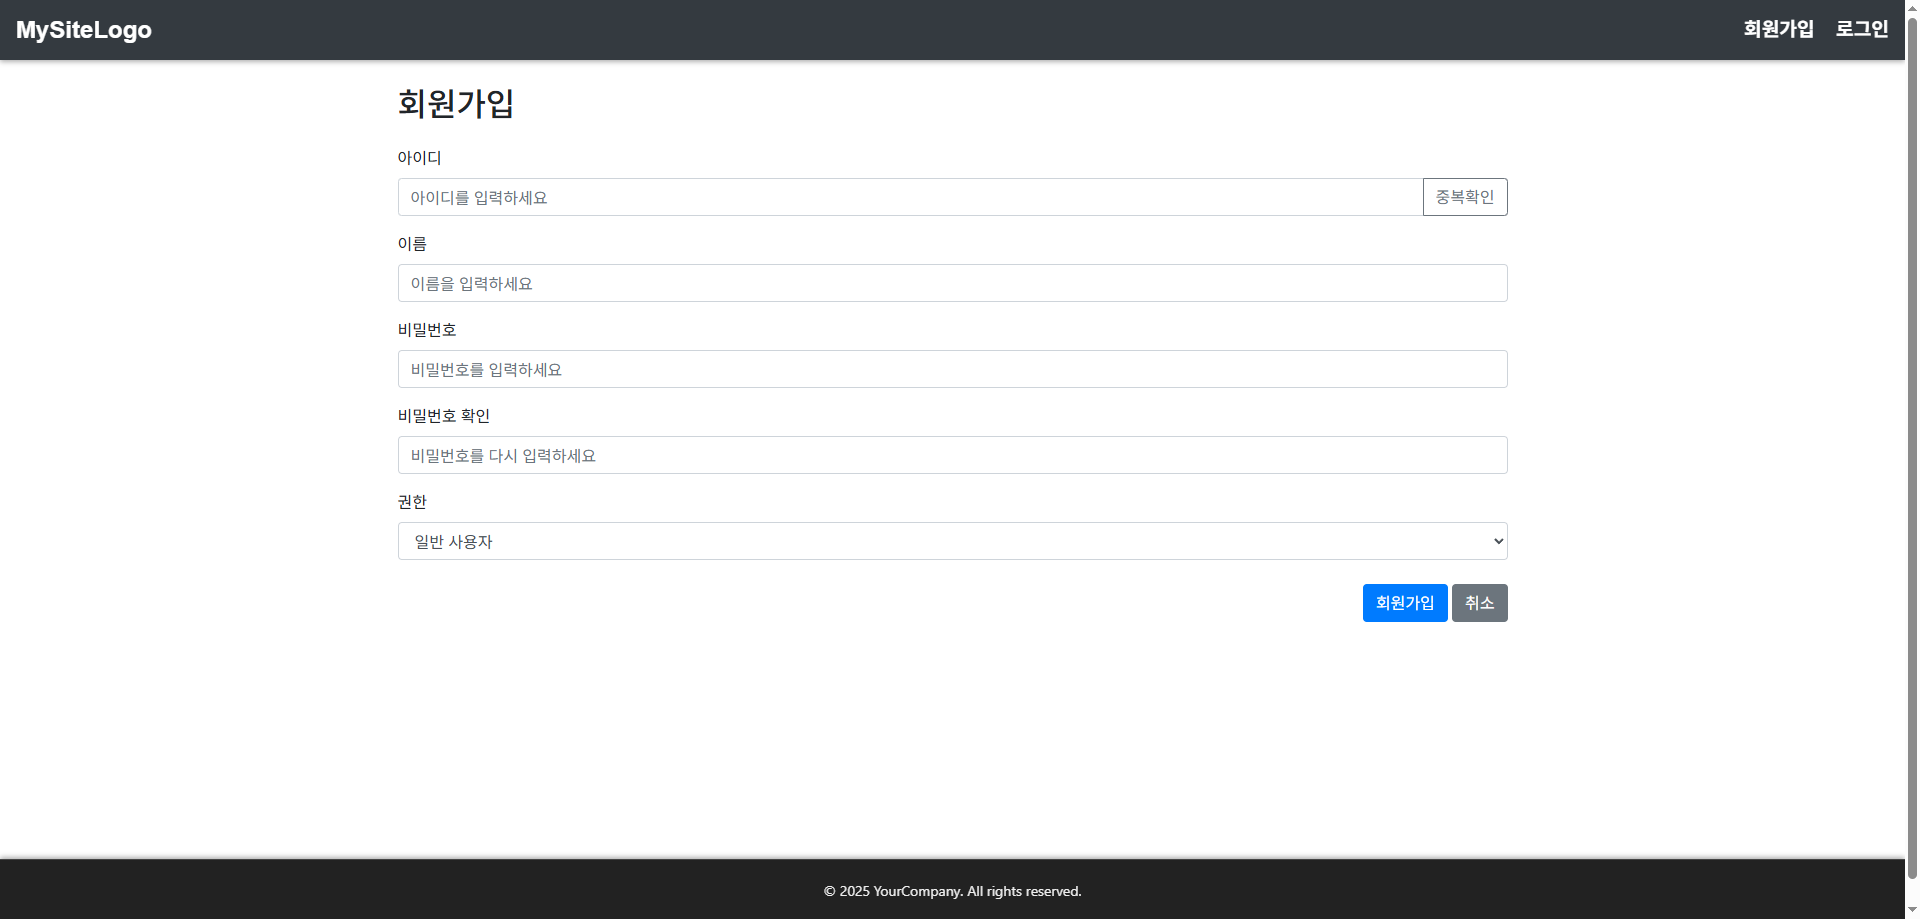 MySiteLogo
회원가입 로그인
회원가입
아이디
아이디를 입력하세요 중복확인
이름
이름을 입력하세요
비밀번호
비밀번호를 입력하세요
비밀번호 확인
비밀번호를 다시 입력하세요
권한
일반 사용자
회원가입 취소
© 2025 YourCompany. All rights reserved.